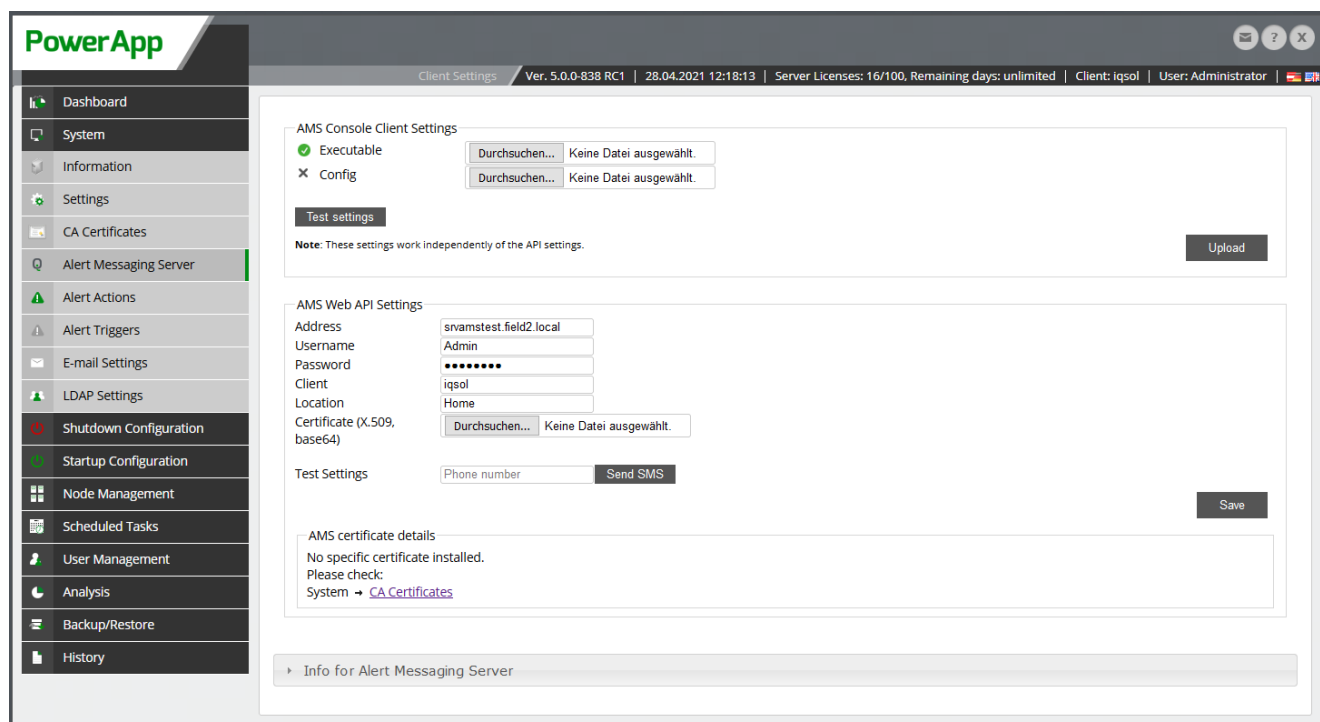 PowerApp
? X
Client Settings Ver. 5.0.0-838 RC1 | 28.04.2021 12:18:13 | Server Licenses: 16/100, Remaining days: unlimited | Client: iqsol | User: Administrator |
Dashboard
System
Information
Settings
CA Certificates
Alert Messaging Server
Alert Actions
Alert Triggers
E-mail Settings
LDAP Settings
Shutdown Configuration
Startup Configuration
Node Management
Scheduled Tasks
User Management
Analysis
Backup/Restore
History
AMS Console Client Settings
Executable Durchsuchen... Keine Datei ausgewählt.
Config Durchsuchen... Keine Datei ausgewählt.
Test settings
Note: These settings work independently of the API settings.
Upload
AMS Web API Settings
Address srvamstest.field2.local
Username Admin
Password ●●●●●●●●
Client iqsol
Location Home
Certificate (X.509, Durchsuchen... Keine Datei ausgewählt.
base64)
Test Settings Phone number Send SMS
Save
AMS certificate details
No specific certificate installed.
Please check:
System → CA Certificates
Info for Alert Messaging Server